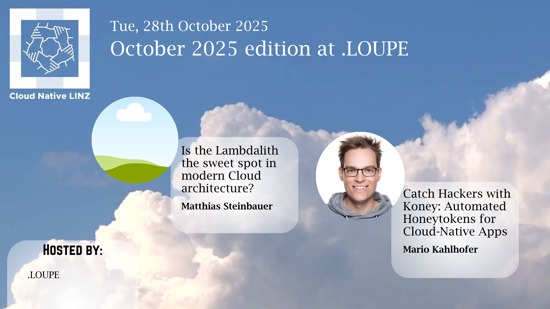 Tue, 28th October 2025
October 2025 edition at .LOUPE
Cloud Native LINZ
Is the Lambdalith
the sweet spot in
modern Cloud
architecture?
Matthias Steinbauer
Catch Hackers with
Koney: Automated
Honeytokens for
Cloud-Native Apps
Mario Kahlhofer
HOSTED BY:
.LOUPE